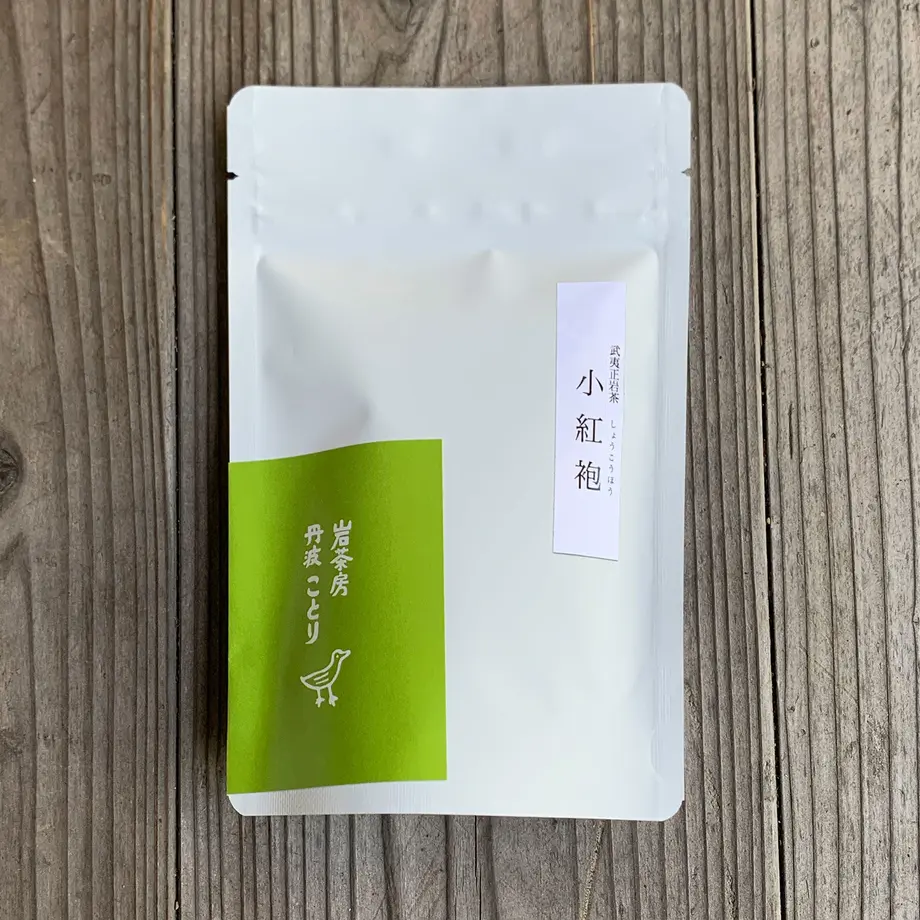 武夷正岩茶
小紅袍
しょうこうほう
岩茶房
丹波 ことり